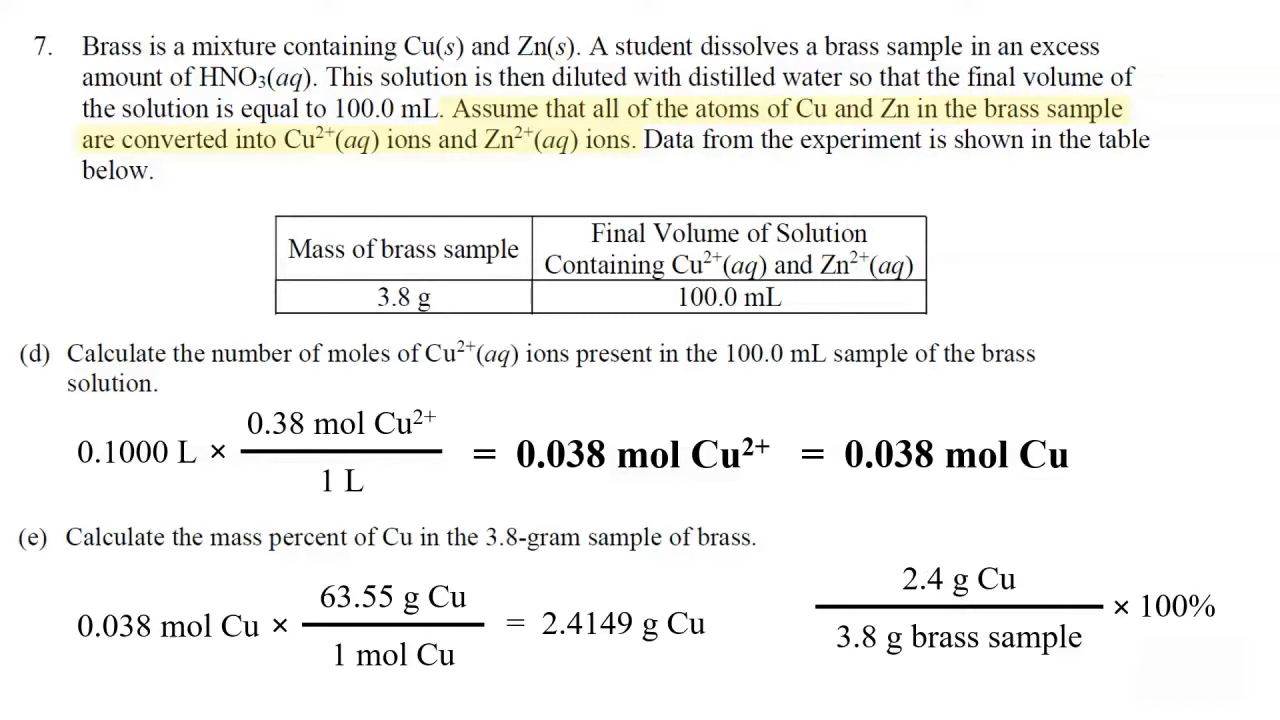 7. Brass is a mixture containing Cu(s) and Zn(s). A student dissolves a brass sample in an excess
amount of HNO₃(aq). This solution is then diluted with distilled water so that the final volume of
the solution is equal to 100.0 mL. Assume that all of the atoms of Cu and Zn in the brass sample
are converted into Cu²⁺(aq) ions and Zn²⁺(aq) ions. Data from the experiment is shown in the table
below.
Mass of brass sample
Final Volume of Solution
Containing Cu²⁺(aq) and Zn²⁺(aq)
3.8 g
100.0 mL
(d) Calculate the number of moles of Cu²⁺(aq) ions present in the 100.0 mL sample of the brass
solution.
0.1000 L ×
0.38 mol Cu²⁺
1 L
= 0.038 mol Cu²⁺ = 0.038 mol Cu
(e) Calculate the mass percent of Cu in the 3.8-gram sample of brass.
0.038 mol Cu ×
63.55 g Cu
1 mol Cu
= 2.4149 g Cu
2.4 g Cu
3.8 g brass sample
× 100%